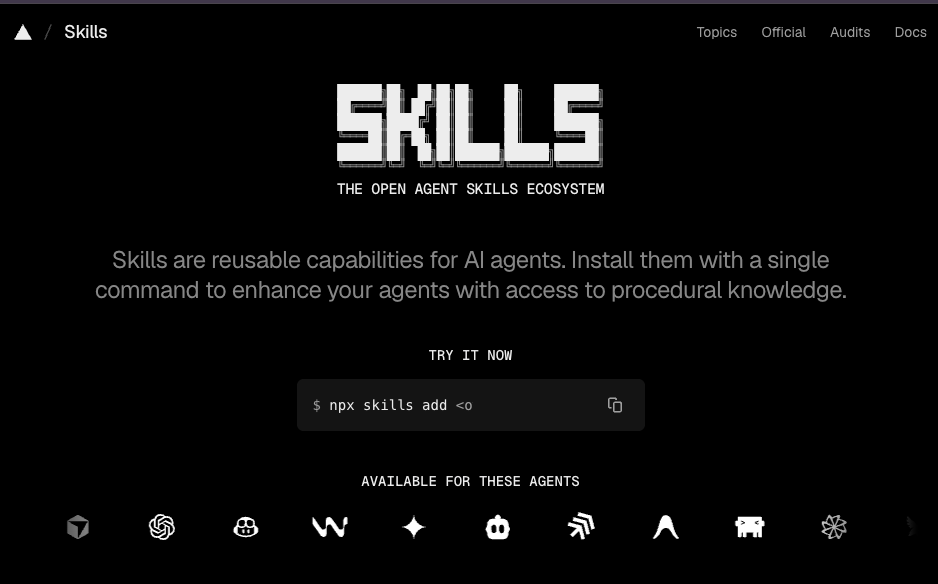 / Skills
Topics
Official
Audits
Docs
SKILLS
THE OPEN AGENT SKILLS ECOSYSTEM
Skills are reusable capabilities for AI agents. Install them with a single
command to enhance your agents with access to procedural knowledge.
TRY IT NOW
$ npx skills add <o
AVAILABLE FOR THESE AGENTS